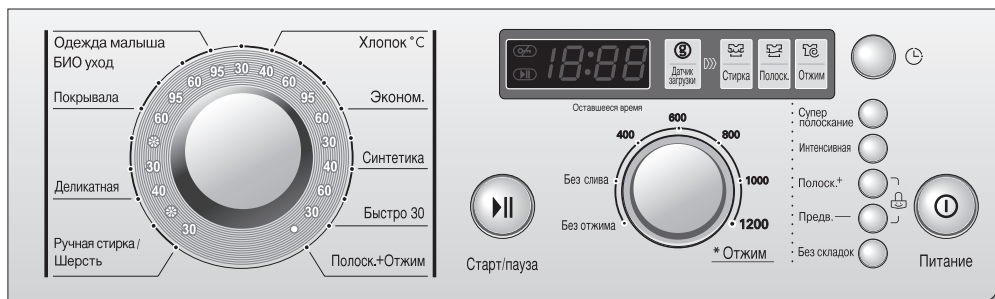 Одежда малыша
БИО уход
Покрывала
Деликатная
Ручная стирка /
Шерсть
Хлопок °C
Эконом.
Синтетика
Быстро 30
Полоск.+Отжим
30
40
60
95
60
30
40
30
40
60
30
95
60
95
60
30
40
30
18:88
Датчик
загрузки
Стирка
Полоск.
Отжим
Оставшееся время
Без отжима
Без слива
400
600
800
1000
1200
* Отжим
Старт/пауза
Супер
полоскание
Интенсивная
Полоск.+
Предв.
Без складок
Питание